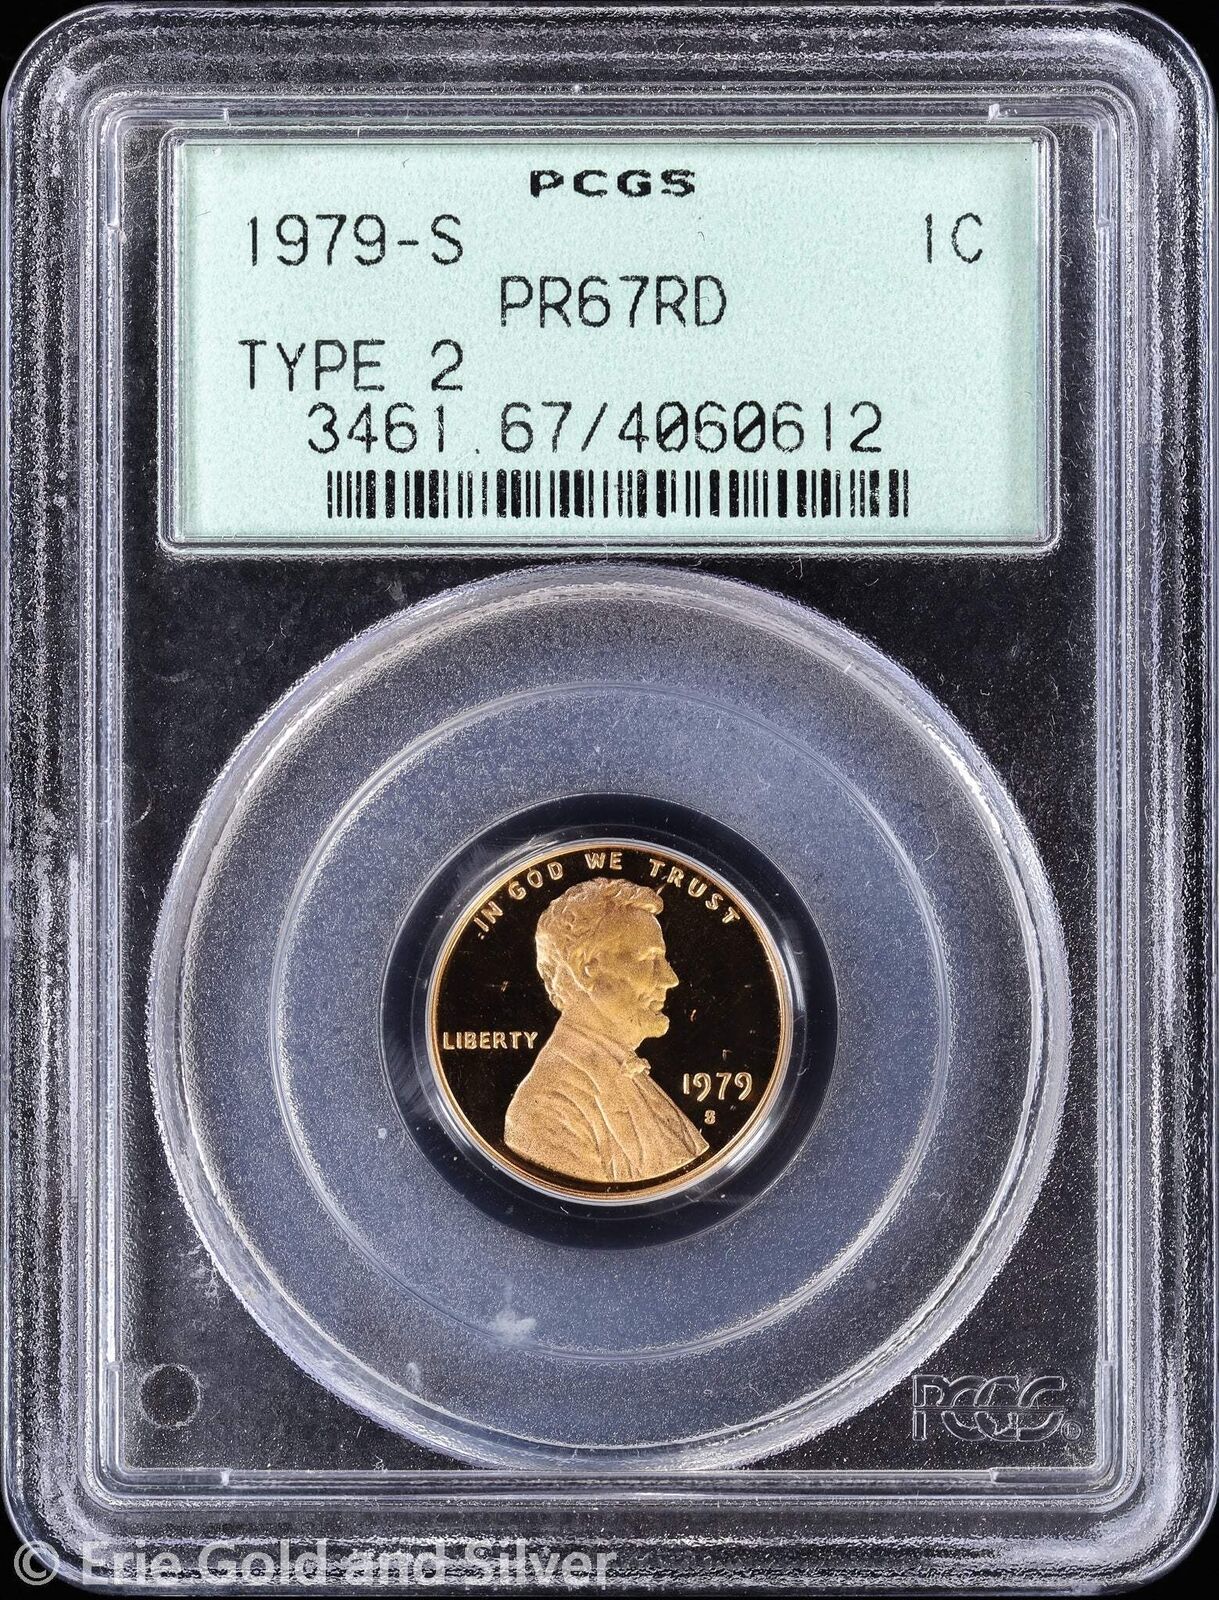 PCGS
1979-S 1C
PR67RD
TYPE 2
3461.67/4060612
IN GOD WE TRUST
LIBERTY
1979
S
PCGS®
© Erie Gold and Silver